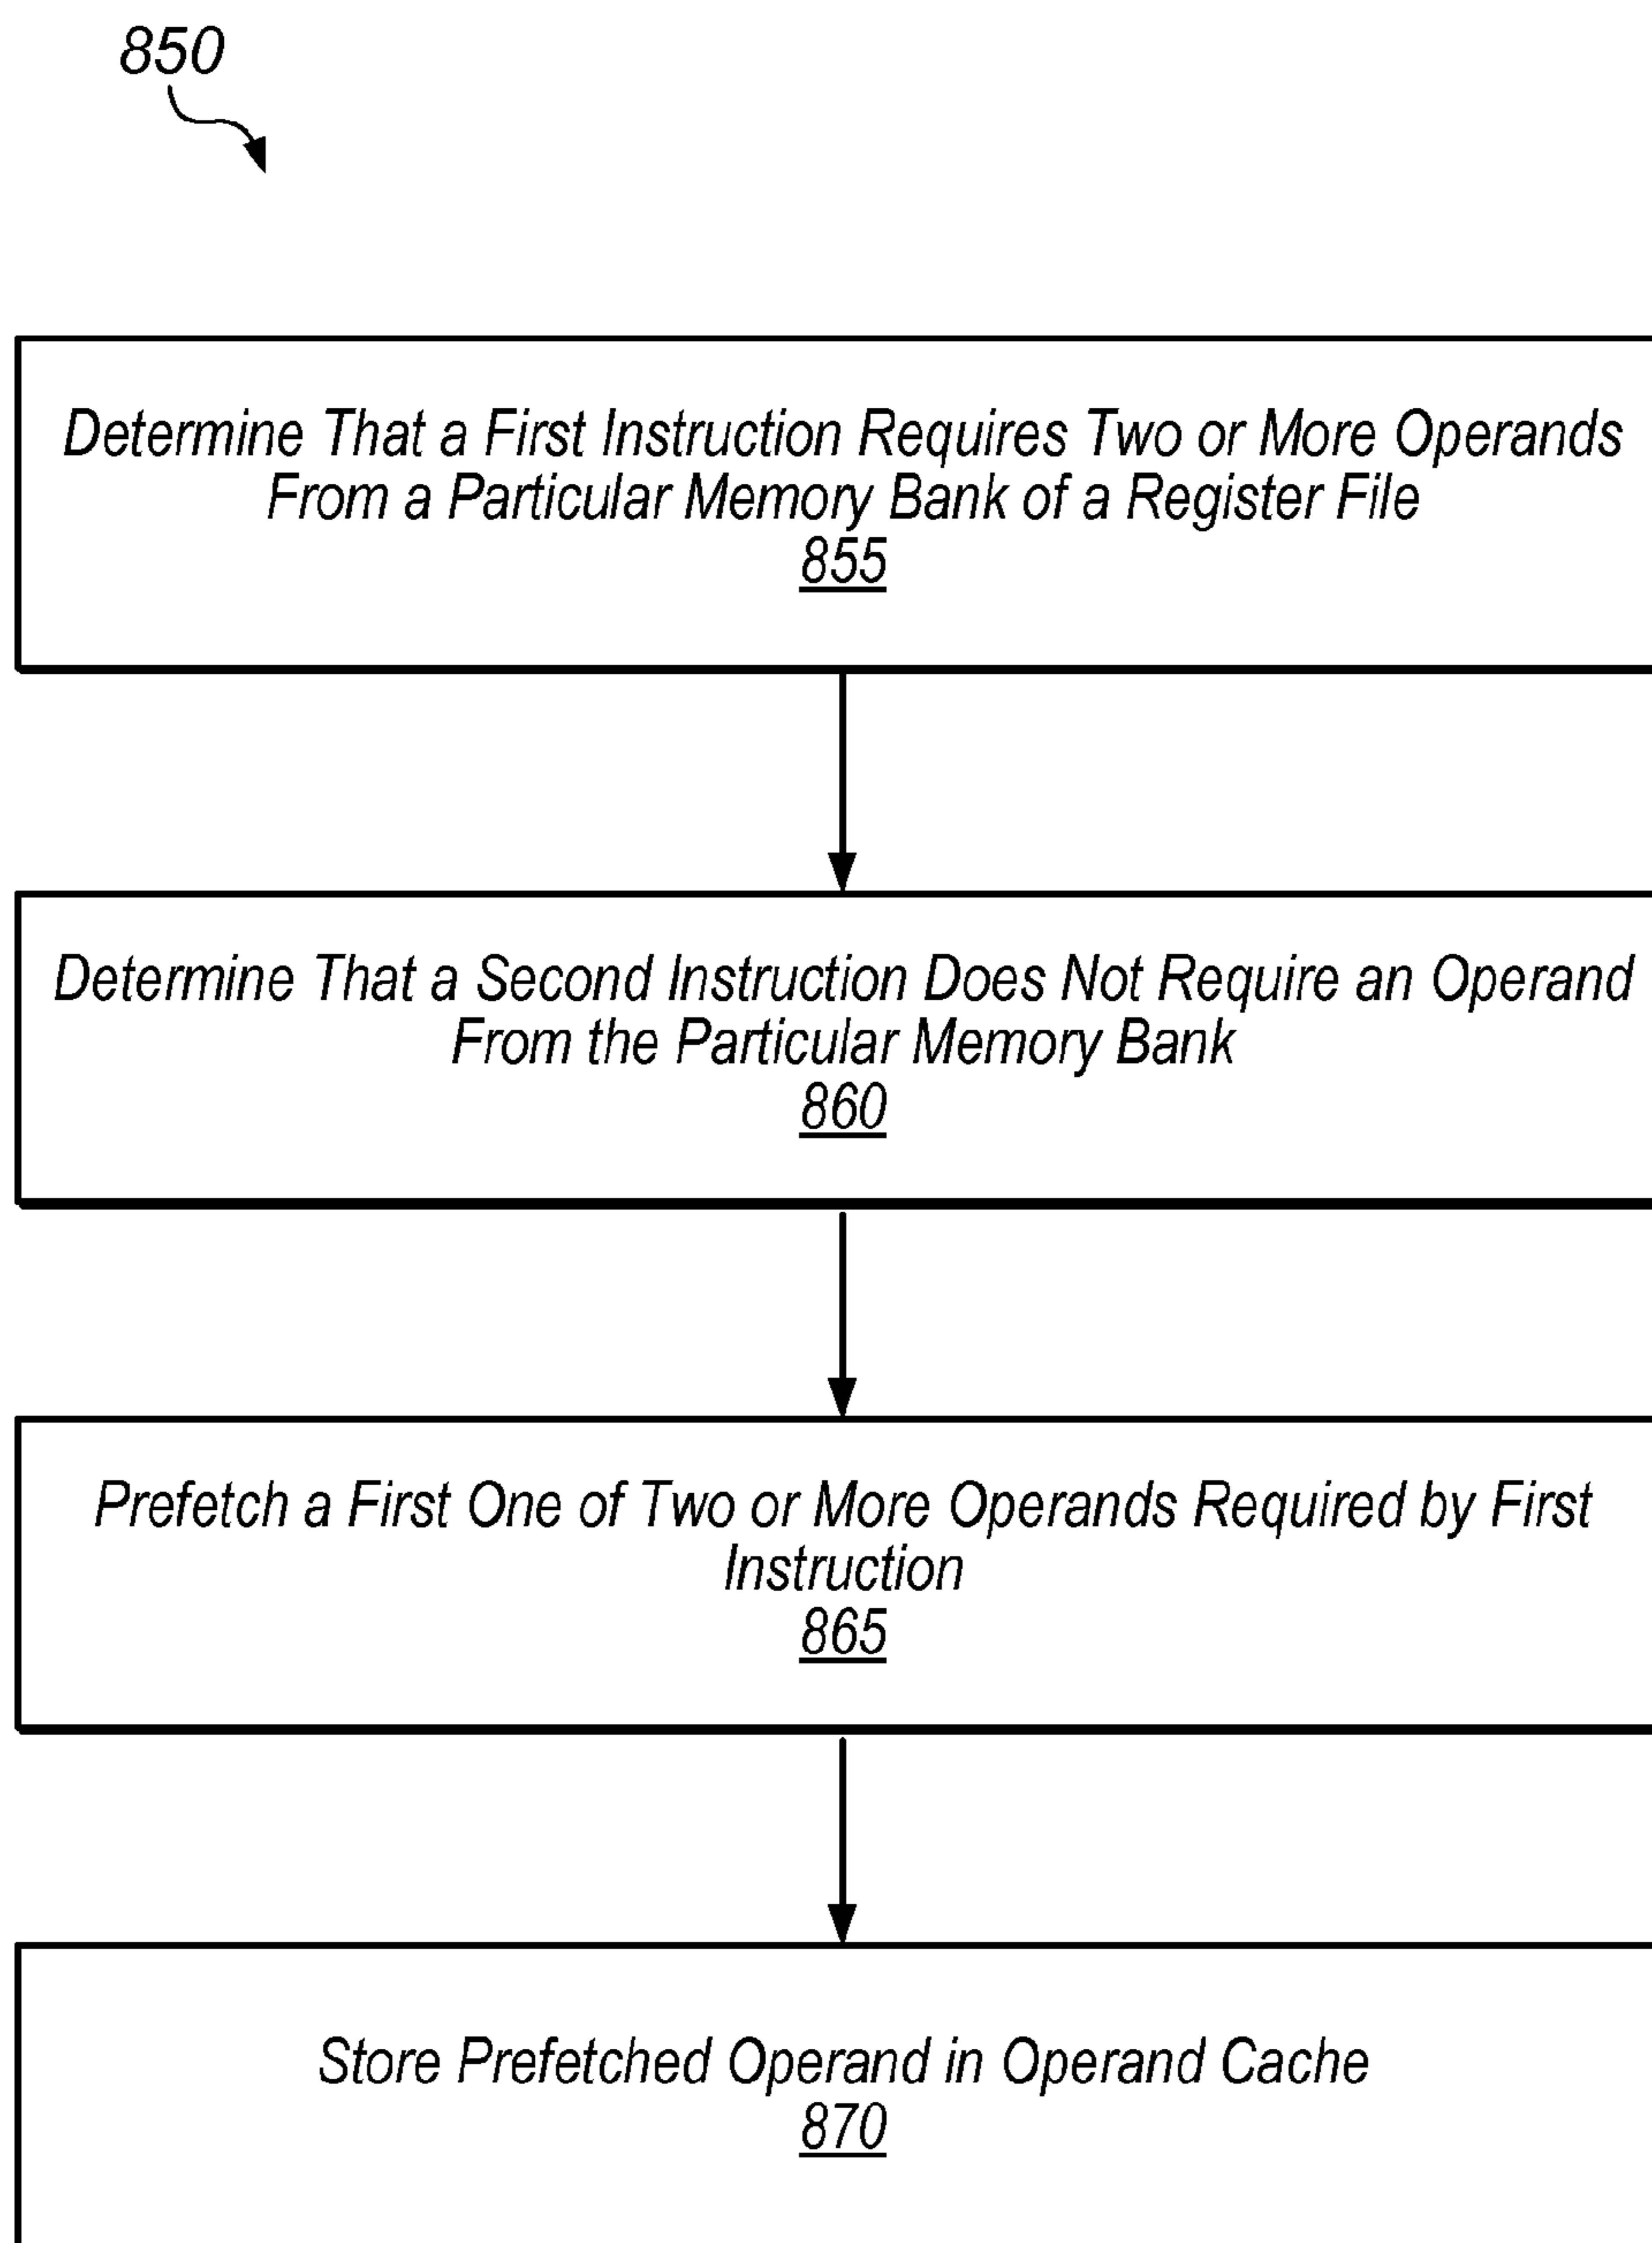 850
Determine That a First Instruction Requires Two or More Operands
From a Particular Memory Bank of a Register File
855
Determine That a Second Instruction Does Not Require an Operand
From the Particular Memory Bank
860
Prefetch a First One of Two or More Operands Required by First
Instruction
865
Store Prefetched Operand in Operand Cache
870